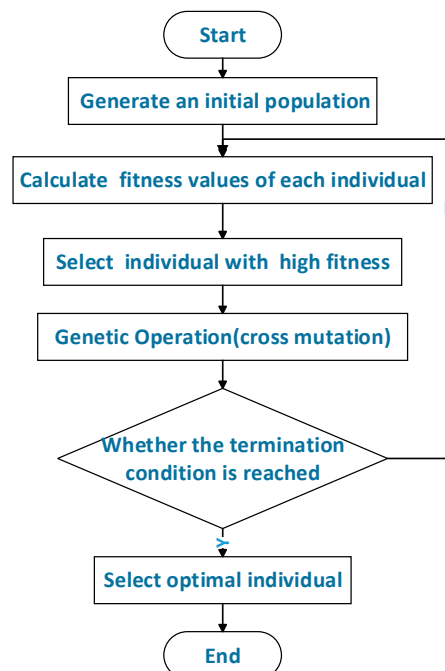 Start
Generate an initial population
Calculate fitness values of each individual
Select individual with high fitness
Genetic Operation(cross mutation)
Whether the termination
condition is reached
Y
Select optimal individual
End